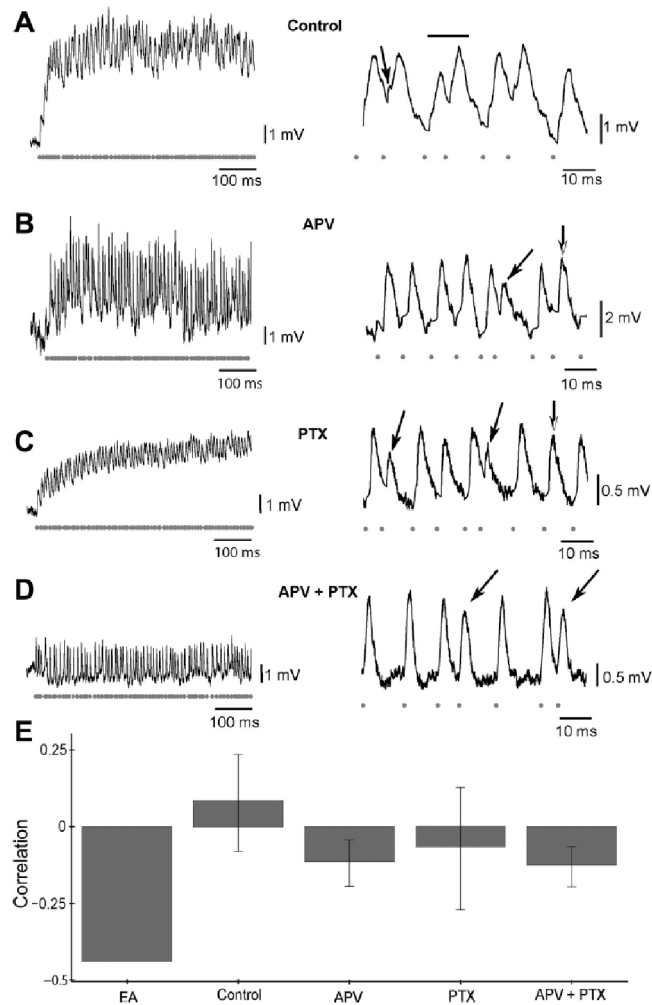 A
Control
1 mV
100 ms
1 mV
10 ms
B
APV
1 mV
100 ms
2 mV
10 ms
C
PTX
1 mV
100 ms
0.5 mV
10 ms
D
APV + PTX
1 mV
100 ms
0.5 mV
10 ms
E
Correlation
0.25
0
−0.25
−0.5
EA
Control
APV
PTX
APV + PTX